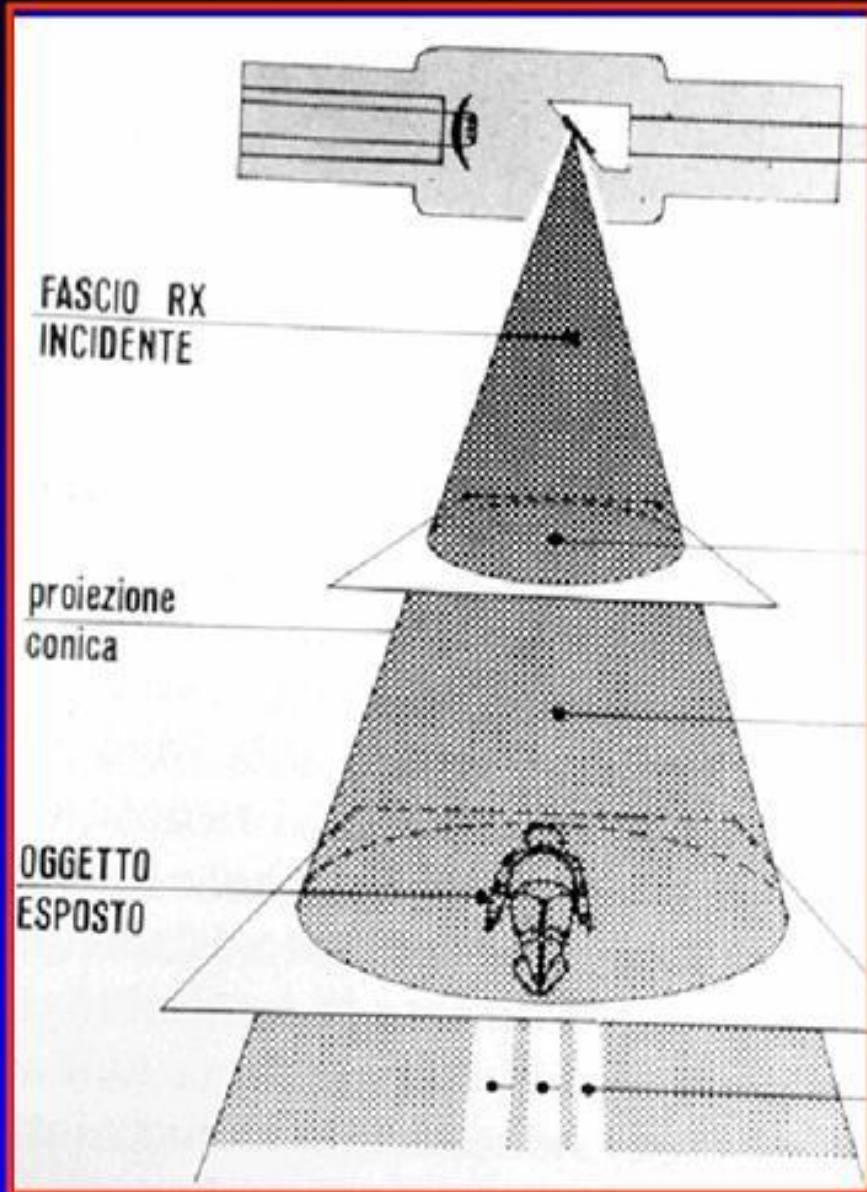 FASCIO RX
INCIDENTE
proiezione
conica
OGGETTO
ESPOSTO